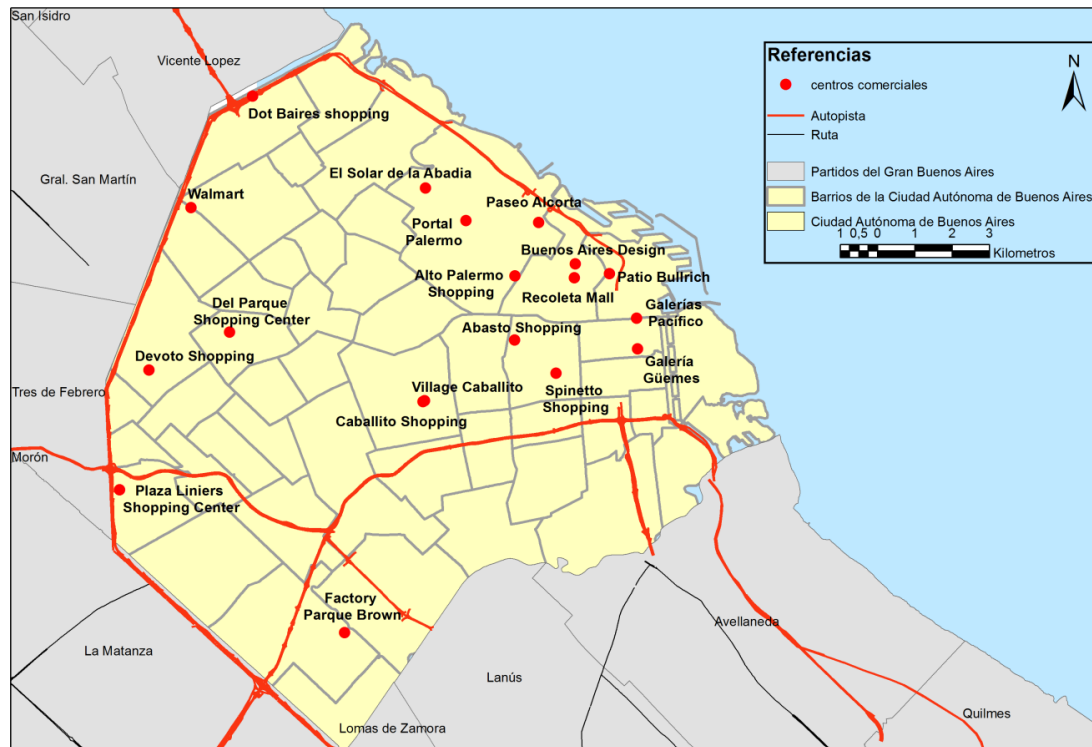 San Isidro
Vicente Lopez
Dot Baires shopping
Gral. San Martín
Walmart
El Solar de la Abadia
Portal
Palermo
Paseo Alcorta
Buenos Aires Design
Alto Palermo
Shopping
Recoleta Mall
Patio Bullrich
Del Parque
Shopping Center
Abasto Shopping
Galerías
Pacífico
Devoto Shopping
Galería
Güemes
Tres de Febrero
Village Caballito
Caballito Shopping
Spinetto
Shopping
Morón
Plaza Liniers
Shopping Center
Factory
Parque Brown
La Matanza
Lanús
Avellaneda
Lomas de Zamora
Quilmes
Referencias
centros comerciales
Autopista
Ruta
Partidos del Gran Buenos Aires
Barrios de la Ciudad Autónoma de Buenos Aires
Ciudad Autónoma de Buenos Aires
1 0,5 0 1 2 3
Kilometros
N